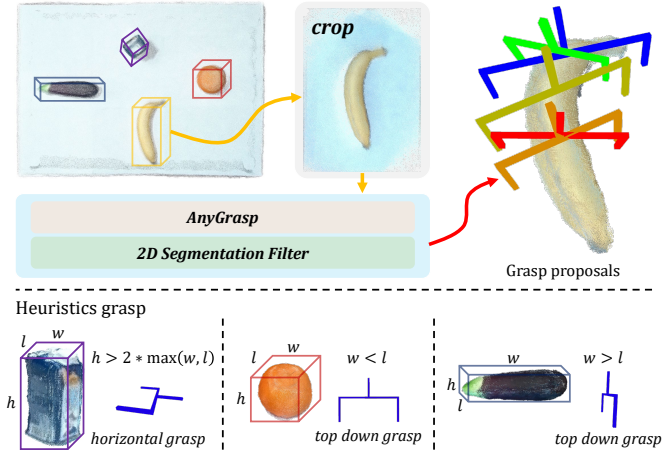 crop
AnyGrasp
2D Segmentation Filter
Grasp proposals
Heuristics grasp
l
w
h
h > 2 * max(w, l)
horizontal grasp
l
w
h
w < l
top down grasp
w
h
l
w > l
top down grasp